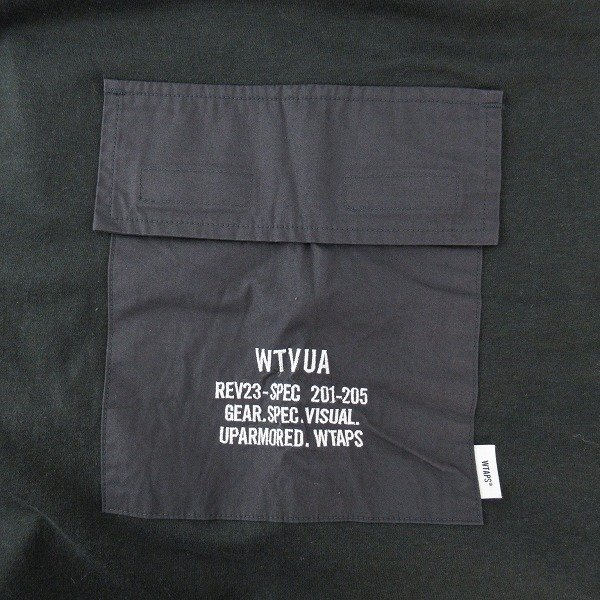 WTVUA
REV23-SPEC 201-205
GEAR.SPEC.VISUAL.
UPARMORED. WTAPS
WTAPS®